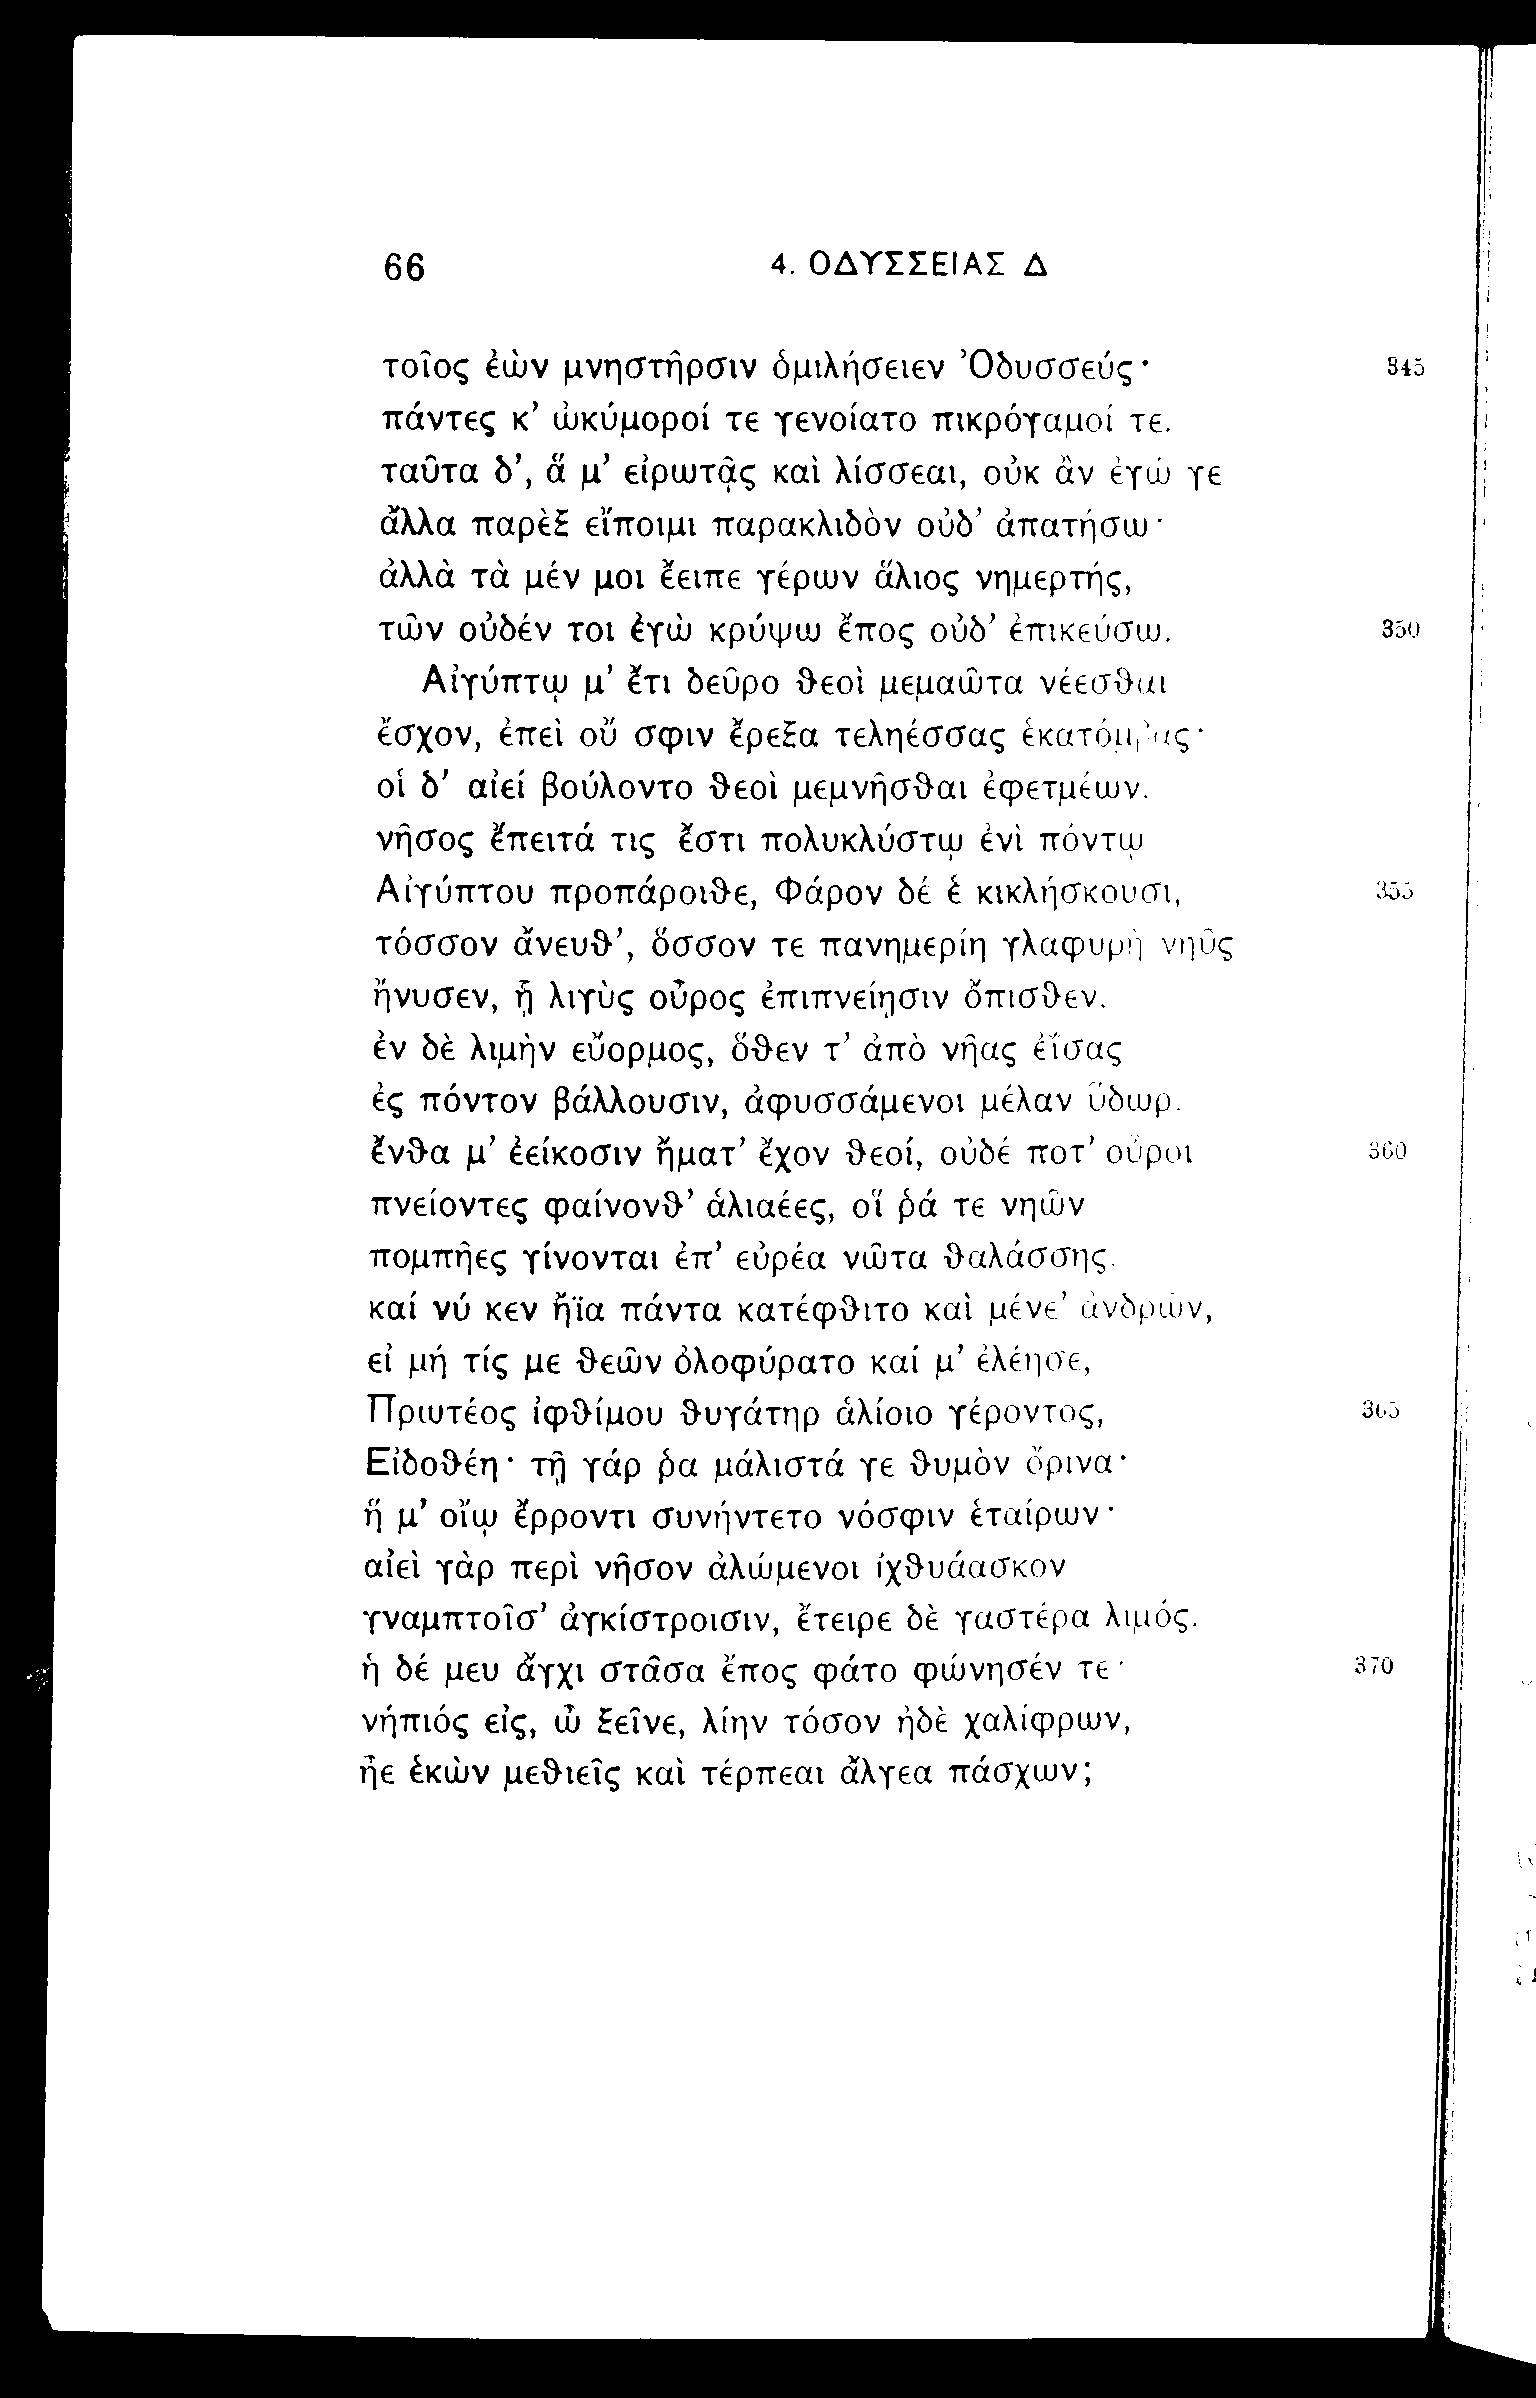 66 4. ΟΔΥΣΣΕΙΑΣ Δ
τοῖος ἐὼν μνηστῆρσιν ὁμιλήσειεν Ὀδυσσεύς· 345
πάντες κ’ ὠκύμοροί τε γενοίατο πικρόγαμοί τε.
ταῦτα δ’, ἅ μ’ εἰρωτᾷς καὶ λίσσεαι, οὐκ ἂν ἐγώ γε
ἄλλα παρὲξ εἴποιμι παρακλιδὸν οὐδ’ ἀπατήσω·
ἀλλὰ τὰ μέν μοι ἔειπε γέρων ἅλιος νημερτής,
τῶν οὐδέν τοι ἐγὼ κρύψω ἔπος οὐδ’ ἐπικεύσω. 350
Αἰγύπτῳ μ’ ἔτι δεῦρο θεοὶ μεμαῶτα νέεσθαι
ἔσχον, ἐπεὶ οὔ σφιν ἔρεξα τεληέσσας ἑκατόμβας·
οἱ δ’ αἰεί βούλοντο θεοὶ μεμνῆσθαι ἐφετμέων.
νῆσος ἔπειτά τις ἔστι πολυκλύστῳ ἐνὶ πόντῳ
Αἰγύπτου προπάροιθε, Φάρον δέ ἑ κικλήσκουσι, 355
τόσσον ἄνευθ’, ὅσσον τε πανημερίη γλαφυρὴ νηῦς
ἤνυσεν, ᾗ λιγὺς οὖρος ἐπιπνείῃσιν ὄπισθεν.
ἐν δὲ λιμὴν εὔορμος, ὅθεν τ’ ἀπὸ νῆας ἐΐσας
ἐς πόντον βάλλουσιν, ἀφυσσάμενοι μέλαν ὕδωρ.
ἔνθα μ’ ἐείκοσιν ἤματ’ ἔχον θεοί, οὐδέ ποτ’ οὖροι 360
πνείοντες φαίνονθ’ ἁλιαέες, οἵ ῥά τε νηῶν
πομπῆες γίνονται ἐπ’ εὐρέα νῶτα θαλάσσης.
καί νύ κεν ἤϊα πάντα κατέφθιτο καὶ μένε’ ἀνδρῶν,
εἰ μή τίς με θεῶν ὀλοφύρατο καί μ’ ἐλέησε,
Πρωτέος ἰφθίμου θυγάτηρ ἁλίοιο γέροντος, 365
Εἰδοθέη· τῇ γάρ ῥα μάλιστά γε θυμὸν ὄρινα·
ἥ μ’ οἴῳ ἔρροντι συνήντετο νόσφιν ἑταίρων·
αἰεὶ γὰρ περὶ νῆσον ἀλώμενοι ἰχθυάασκον
γναμπτοῖσ’ ἀγκίστροισιν, ἔτειρε δὲ γαστέρα λιμός.
ἡ δέ μευ ἄγχι στᾶσα ἔπος φάτο φώνησέν τε· 370
νήπιός εἰς, ὦ ξεῖνε, λίην τόσον ἠδὲ χαλίφρων,
ἦε ἑκὼν μεθιεῖς καὶ τέρπεαι ἄλγεα πάσχων;